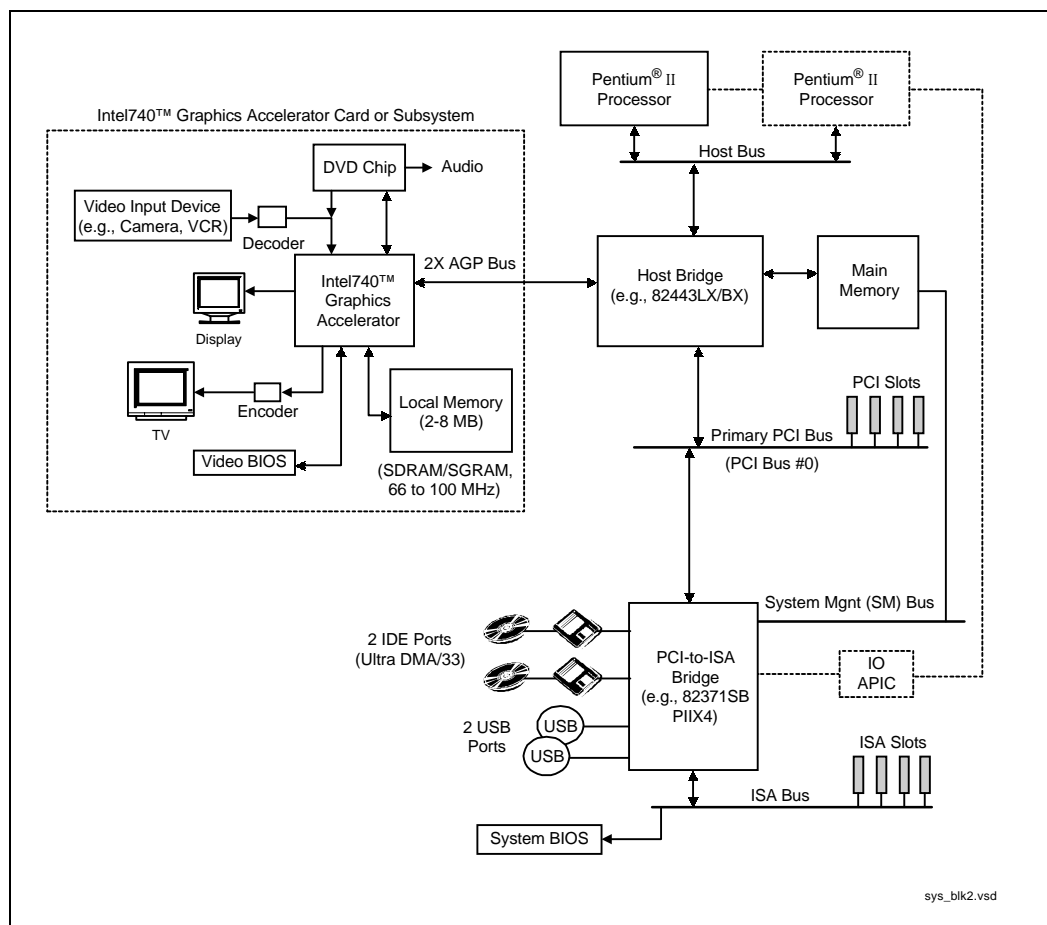 Pentium® II
Processor
Pentium® II
Processor
Host Bus
Intel740™ Graphics Accelerator Card or Subsystem
DVD Chip
Audio
Video Input Device
(e.g., Camera, VCR)
Decoder
2X AGP Bus
Intel740™
Graphics
Accelerator
Host Bridge
(e.g., 82443LX/BX)
Main
Memory
Display
TV
Encoder
Local Memory
(2-8 MB)
Video BIOS
(SDRAM/SGRAM,
66 to 100 MHz)
PCI Slots
Primary PCI Bus
(PCI Bus #0)
System Mgnt (SM) Bus
2 IDE Ports
(Ultra DMA/33)
PCI-to-ISA
Bridge
(e.g., 82371SB
PIIX4)
IO
APIC
2 USB
Ports
USB
USB
ISA Slots
ISA Bus
System BIOS
sys_blk2.vsd